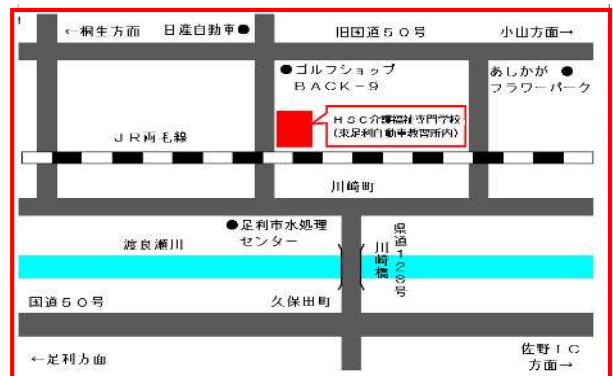 ←桐生方面
日産自動車●
旧国道５０号
小山方面→
●ゴルフショップ
ＢＡＣＫ－９
あしかが ●
フラワーパーク
ＨＳＣ介護福祉専門学校
(東足利自動車教習所内)
ＪＲ両毛線
川崎町
●足利市水処理
センター
渡良瀬川
川崎橋
県道１２８号
国道５０号
久保田町
←足利方面
佐野ＩＣ
方面→